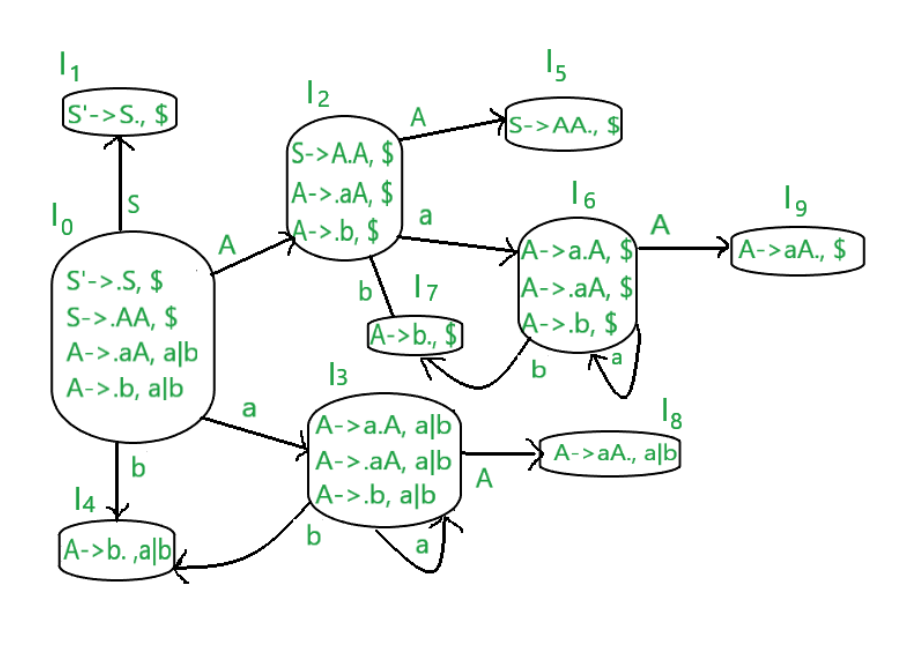 I1
S'->S., $
S
I0
S'->.S, $
S->.AA, $
A->.aA, a|b
A->.b, a|b
A
I2
S->A.A, $
A->.aA, $
A->.b, $
A
I5
S->AA., $
a
I6
A->a.A, $
A->.aA, $
A->.b, $
A
I9
A->aA., $
b
I7
A->b., $
b
a
a
I3
A->a.A, a|b
A->.aA, a|b
A->.b, a|b
A
I8
A->aA., a|b
b
I4
A->b. ,a|b
b
a